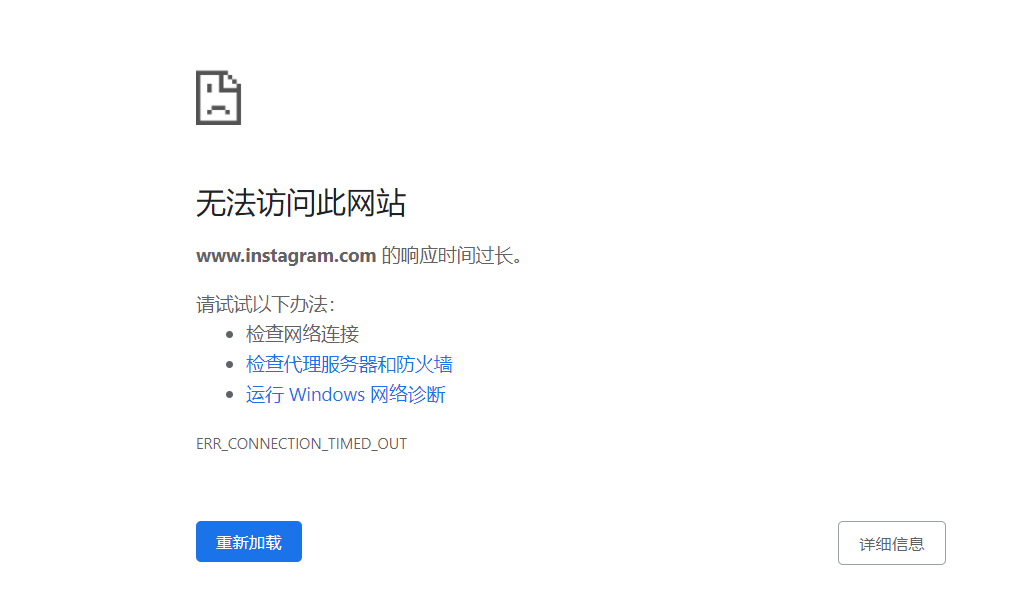 无法访问此网站
www.instagram.com 的响应时间过长。
请试试以下办法：
检查网络连接
检查代理服务器和防火墙
运行 Windows 网络诊断
ERR_CONNECTION_TIMED_OUT
重新加载
详细信息